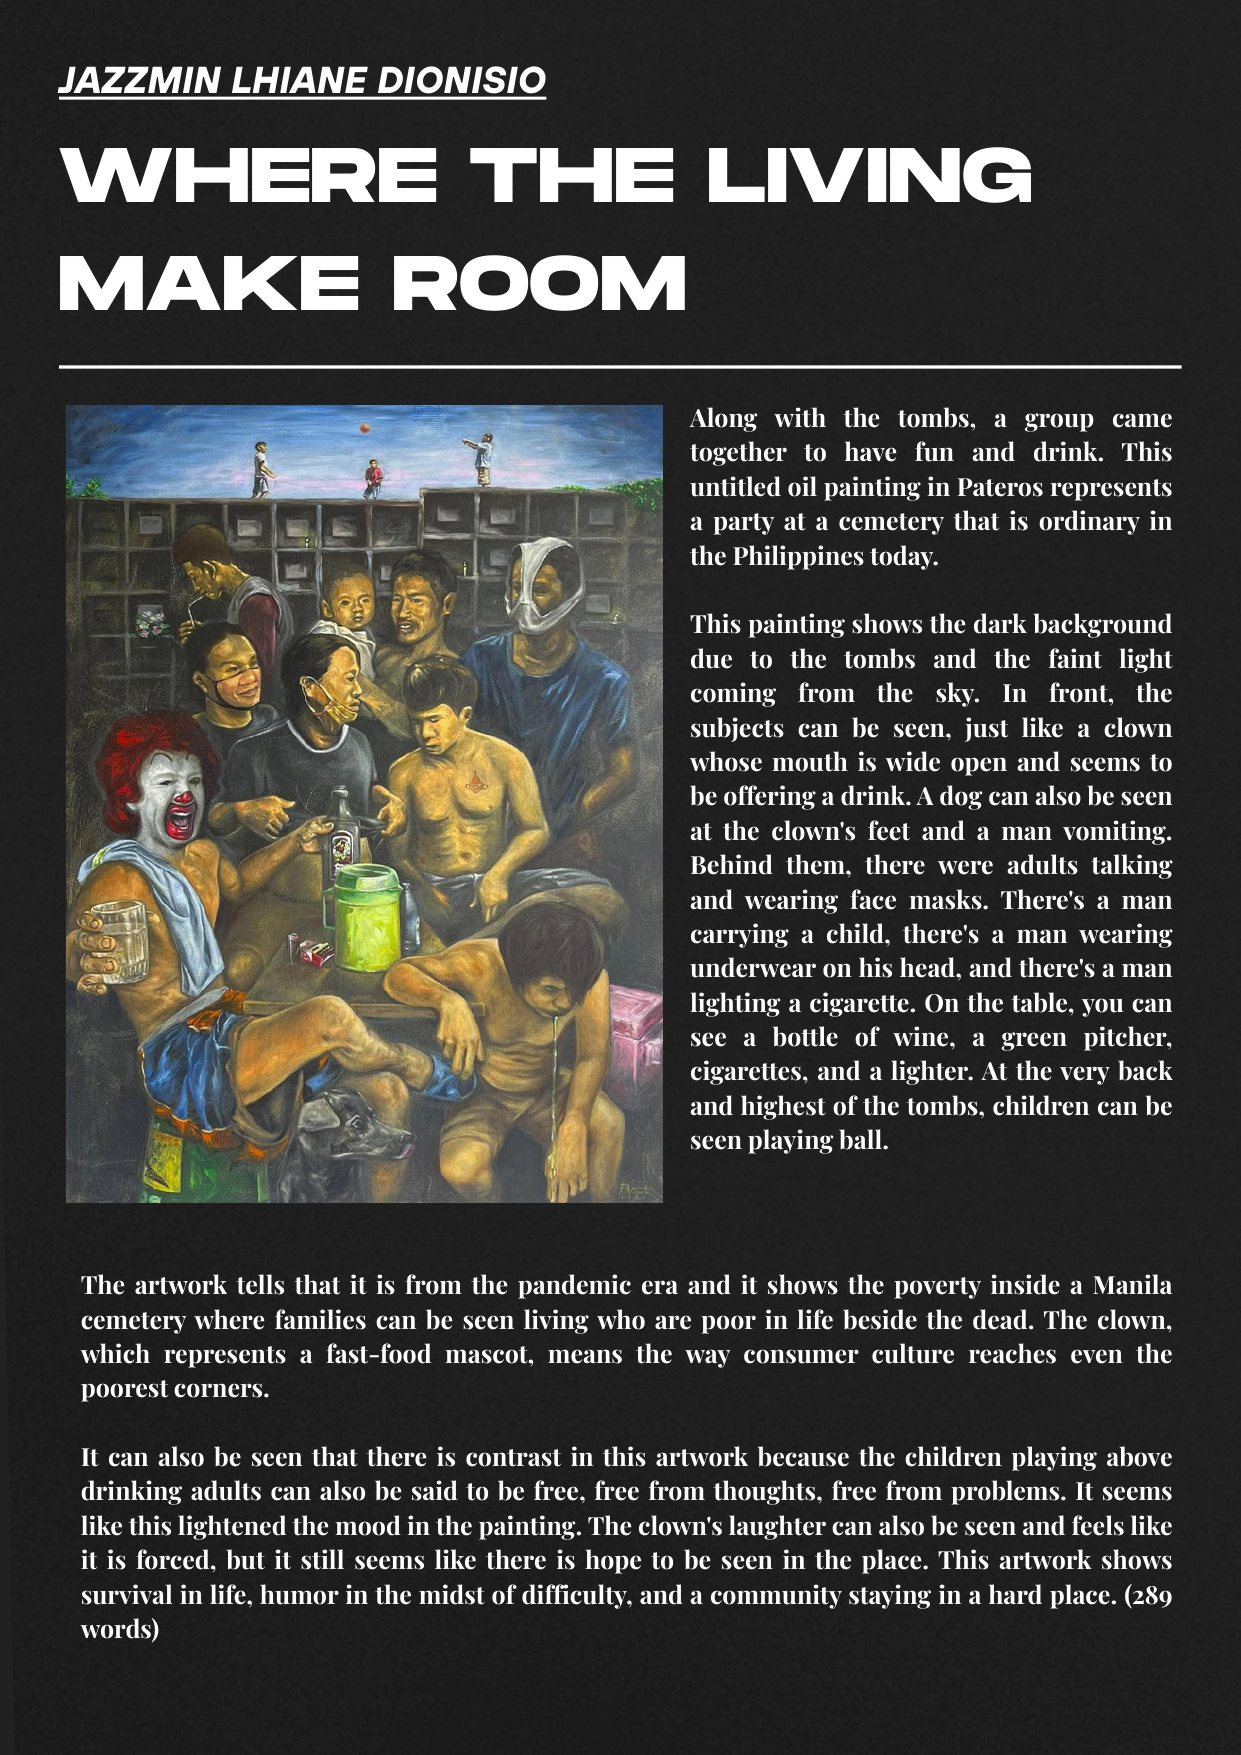 JAZZMIN LHIANE DIONISIO
WHERE THE LIVING
MAKE ROOM
Along with the tombs, a group came
together to have fun and drink. This
untitled oil painting in Pateros represents
a party at a cemetery that is ordinary in
the Philippines today.
This painting shows the dark background
due to the tombs and the faint light
coming from the sky. In front, the
subjects can be seen, just like a clown
whose mouth is wide open and seems to
be offering a drink. A dog can also be seen
at the clown's feet and a man vomiting.
Behind them, there were adults talking
and wearing face masks. There's a man
carrying a child, there's a man wearing
underwear on his head, and there's a man
lighting a cigarette. On the table, you can
see a bottle of wine, a green pitcher,
cigarettes, and a lighter. At the very back
and highest of the tombs, children can be
seen playing ball.
The artwork tells that it is from the pandemic era and it shows the poverty inside a Manila
cemetery where families can be seen living who are poor in life beside the dead. The clown,
which represents a fast-food mascot, means the way consumer culture reaches even the
poorest corners.
It can also be seen that there is contrast in this artwork because the children playing above
drinking adults can also be said to be free, free from thoughts, free from problems. It seems
like this lightened the mood in the painting. The clown's laughter can also be seen and feels like
it is forced, but it still seems like there is hope to be seen in the place. This artwork shows
survival in life, humor in the midst of difficulty, and a community staying in a hard place. (289
words)